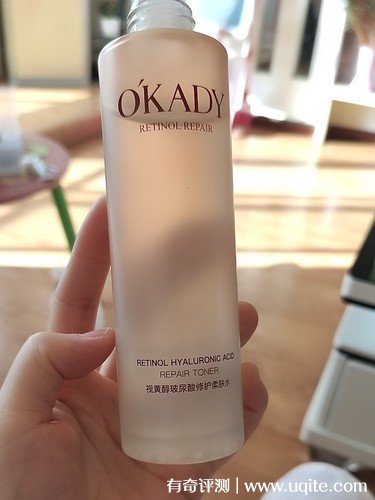 O'KADY
RETINOL REPAIR
RETINOL HYALURONIC ACID
REPAIR TONER
视黄醇玻尿酸修护柔肤水
有奇评测 | www.uqite.com